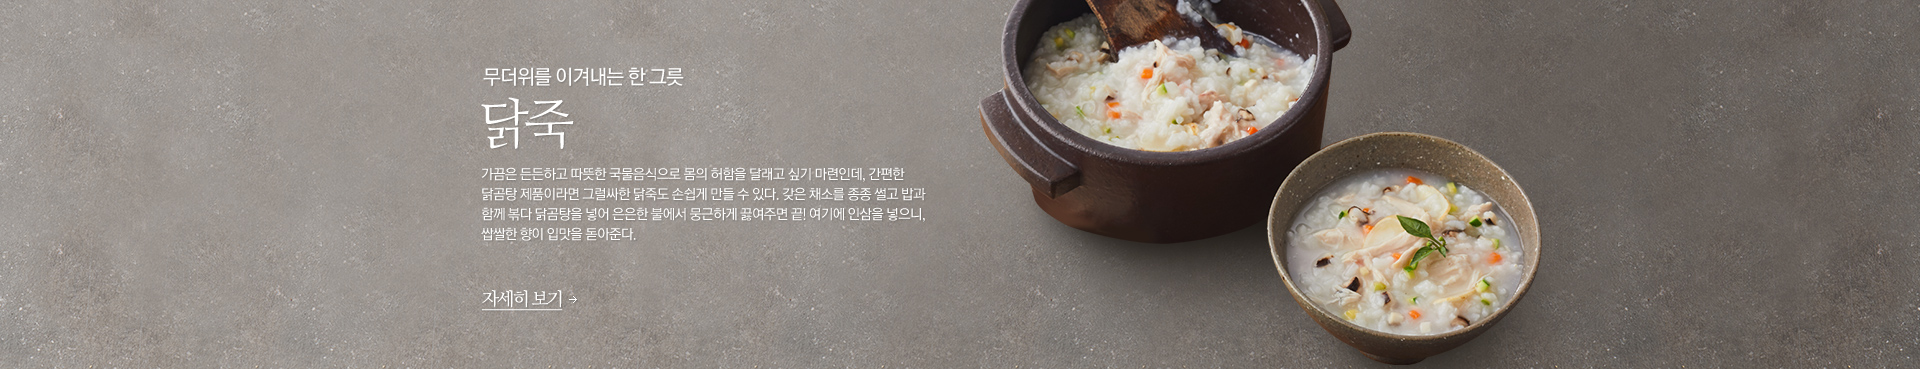 무더위를 이겨내는 한 그릇
닭죽
가끔은 든든하고 따뜻한 국물음식으로 몸의 허함을 달래고 싶기 마련인데, 간편한
닭곰탕 제품이라면 그럴싸한 닭죽도 손쉽게 만들 수 있다. 갖은 채소를 종종 썰고 밥과
함께 볶다 닭곰탕을 넣어 은은한 불에서 뭉근하게 끓여주면 끝! 여기에 인삼을 넣으니,
쌉쌀한 향이 입맛을 돋아준다.
자세히 보기 →